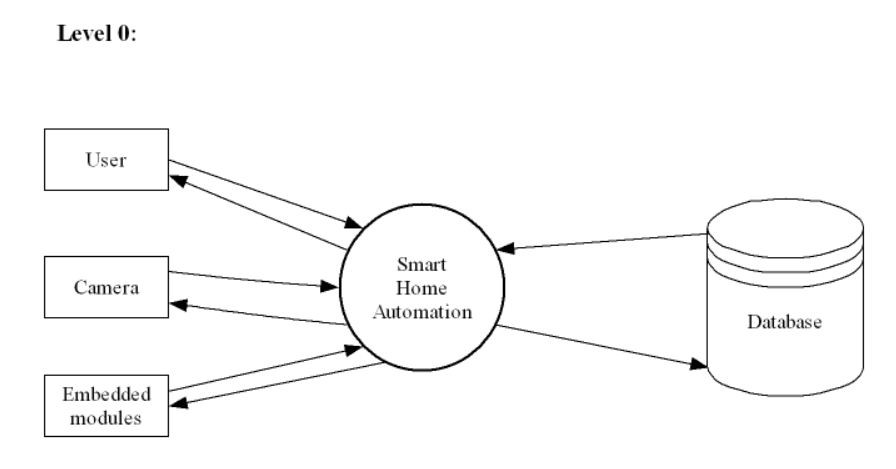 Level 0:
User
Camera
Embedded
modules
Smart
Home
Automation
Database